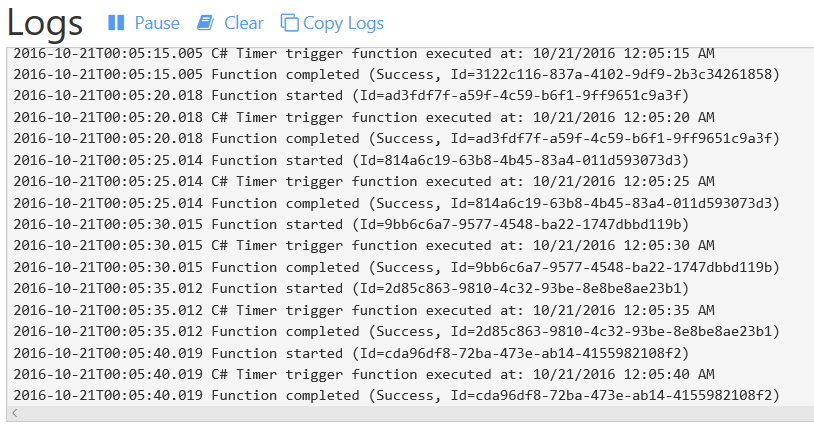 Logs Pause Clear Copy Logs
2016-10-21T00:05:15.005 C# Timer trigger function executed at: 10/21/2016 12:05:15 AM
2016-10-21T00:05:15.005 Function completed (Success, Id=3122c116-837a-4102-9df9-2b3c34261858)
2016-10-21T00:05:20.018 Function started (Id=ad3fdf7f-a59f-4c59-b6f1-9ff9651c9a3f)
2016-10-21T00:05:20.018 C# Timer trigger function executed at: 10/21/2016 12:05:20 AM
2016-10-21T00:05:20.018 Function completed (Success, Id=ad3fdf7f-a59f-4c59-b6f1-9ff9651c9a3f)
2016-10-21T00:05:25.014 Function started (Id=814a6c19-63b8-4b45-83a4-011d593073d3)
2016-10-21T00:05:25.014 C# Timer trigger function executed at: 10/21/2016 12:05:25 AM
2016-10-21T00:05:25.014 Function completed (Success, Id=814a6c19-63b8-4b45-83a4-011d593073d3)
2016-10-21T00:05:30.015 Function started (Id=9bb6c6a7-9577-4548-ba22-1747dbbd119b)
2016-10-21T00:05:30.015 C# Timer trigger function executed at: 10/21/2016 12:05:30 AM
2016-10-21T00:05:30.015 Function completed (Success, Id=9bb6c6a7-9577-4548-ba22-1747dbbd119b)
2016-10-21T00:05:35.012 Function started (Id=2d85c863-9810-4c32-93be-8e8be8ae23b1)
2016-10-21T00:05:35.012 C# Timer trigger function executed at: 10/21/2016 12:05:35 AM
2016-10-21T00:05:35.012 Function completed (Success, Id=2d85c863-9810-4c32-93be-8e8be8ae23b1)
2016-10-21T00:05:40.019 Function started (Id=cda96df8-72ba-473e-ab14-4155982108f2)
2016-10-21T00:05:40.019 C# Timer trigger function executed at: 10/21/2016 12:05:40 AM
2016-10-21T00:05:40.019 Function completed (Success, Id=cda96df8-72ba-473e-ab14-4155982108f2)